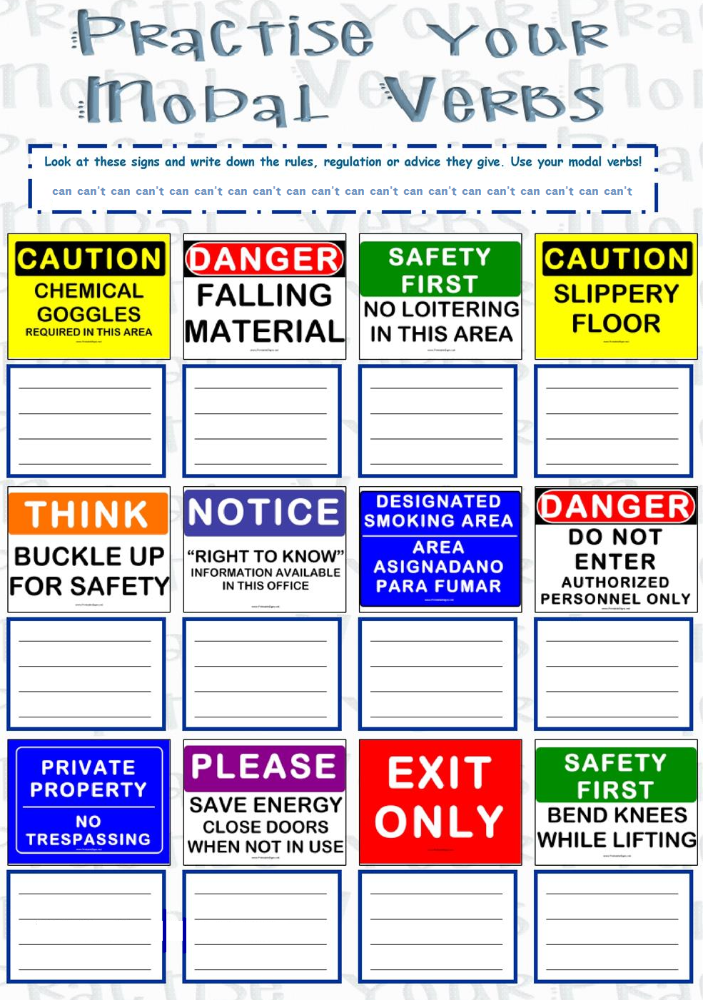 Practise Your
Modal Verbs
Look at these signs and write down the rules, regulation or advice they give. Use your modal verbs!
can can't can can't can can't can can't can can't can can't can can't can can't can can't can can't
CAUTION
CHEMICAL
GOGGLES
REQUIRED IN THIS AREA
DANGER
FALLING
MATERIAL
SAFETY
FIRST
NO LOITERING
IN THIS AREA
CAUTION
SLIPPERY
FLOOR
THINK
BUCKLE UP
FOR SAFETY
NOTICE
“RIGHT TO KNOW”
INFORMATION AVAILABLE
IN THIS OFFICE
DESIGNATED
SMOKING AREA
AREA
ASIGNADANO
PARA FUMAR
DANGER
DO NOT
ENTER
AUTHORIZED
PERSONNEL ONLY
PRIVATE
PROPERTY
NO
TRESPASSING
PLEASE
SAVE ENERGY
CLOSE DOORS
WHEN NOT IN USE
EXIT
ONLY
SAFETY
FIRST
BEND KNEES
WHILE LIFTING